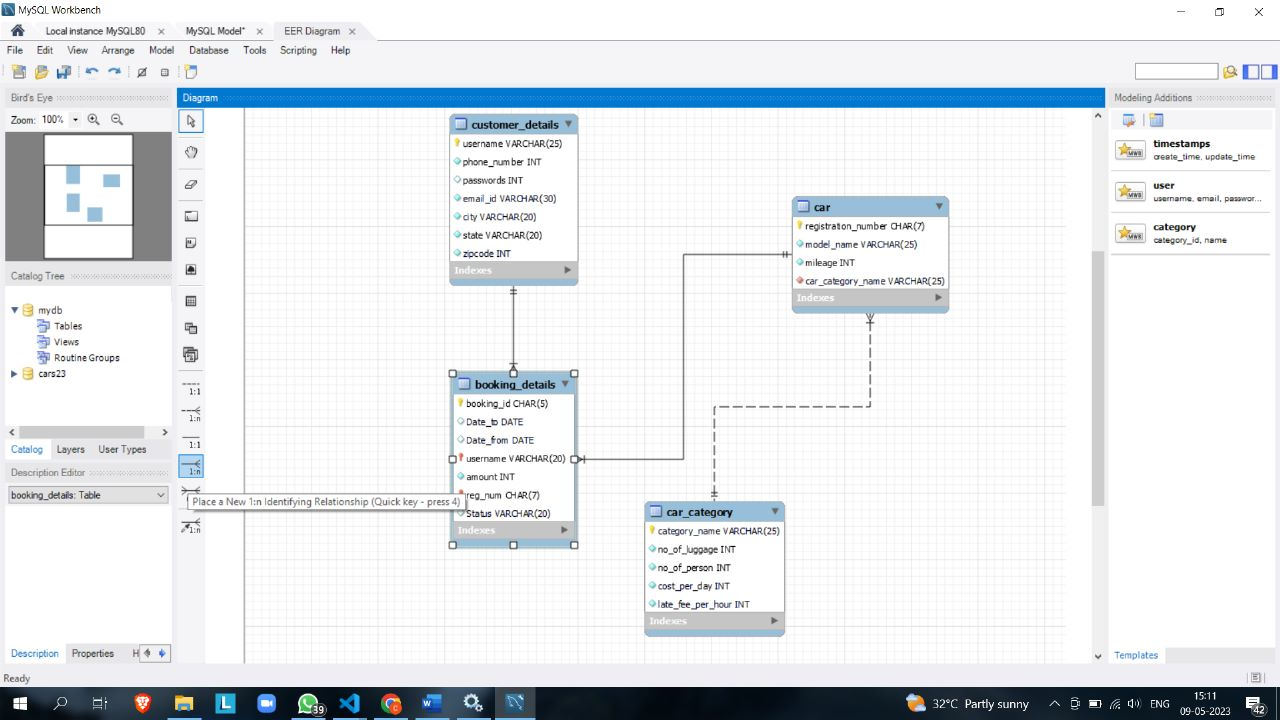 MySQL Workbench
Local instance MySQL80
MySQL Model*
EER Diagram
File Edit View Arrange Model Database Tools Scripting Help
Bird's Eye
Zoom: 100%
Catalog Tree
mydb
Tables
Views
Routine Groups
cars23
Catalog Layers User Types
Description Editor
booking_details: Table
Description Properties H
Diagram
1:1
1:n
1:1
1:n
1:n
Place a New 1:n Identifying Relationship (Quick key - press 4)
customer_details
username VARCHAR(25)
phone_number INT
passwords INT
email_id VARCHAR(30)
city VARCHAR(20)
state VARCHAR(20)
zipcode INT
Indexes
booking_details
booking_id CHAR(5)
Date_to DATE
Date_from DATE
username VARCHAR(20)
amount INT
reg_num CHAR(7)
Status VARCHAR(20)
Indexes
car
registration_number CHAR(7)
model_name VARCHAR(25)
mileage INT
car_category_name VARCHAR(25)
Indexes
car_category
category_name VARCHAR(25)
no_of_luggage INT
no_of_person INT
cost_per_day INT
late_fee_per_hour INT
Indexes
Modeling Additions
timestamps
create_time, update_time
user
username, email, passwor...
category
category_id, name
Templates
Ready
39
32°C Partly sunny
ENG
15:11
09-05-2023
42